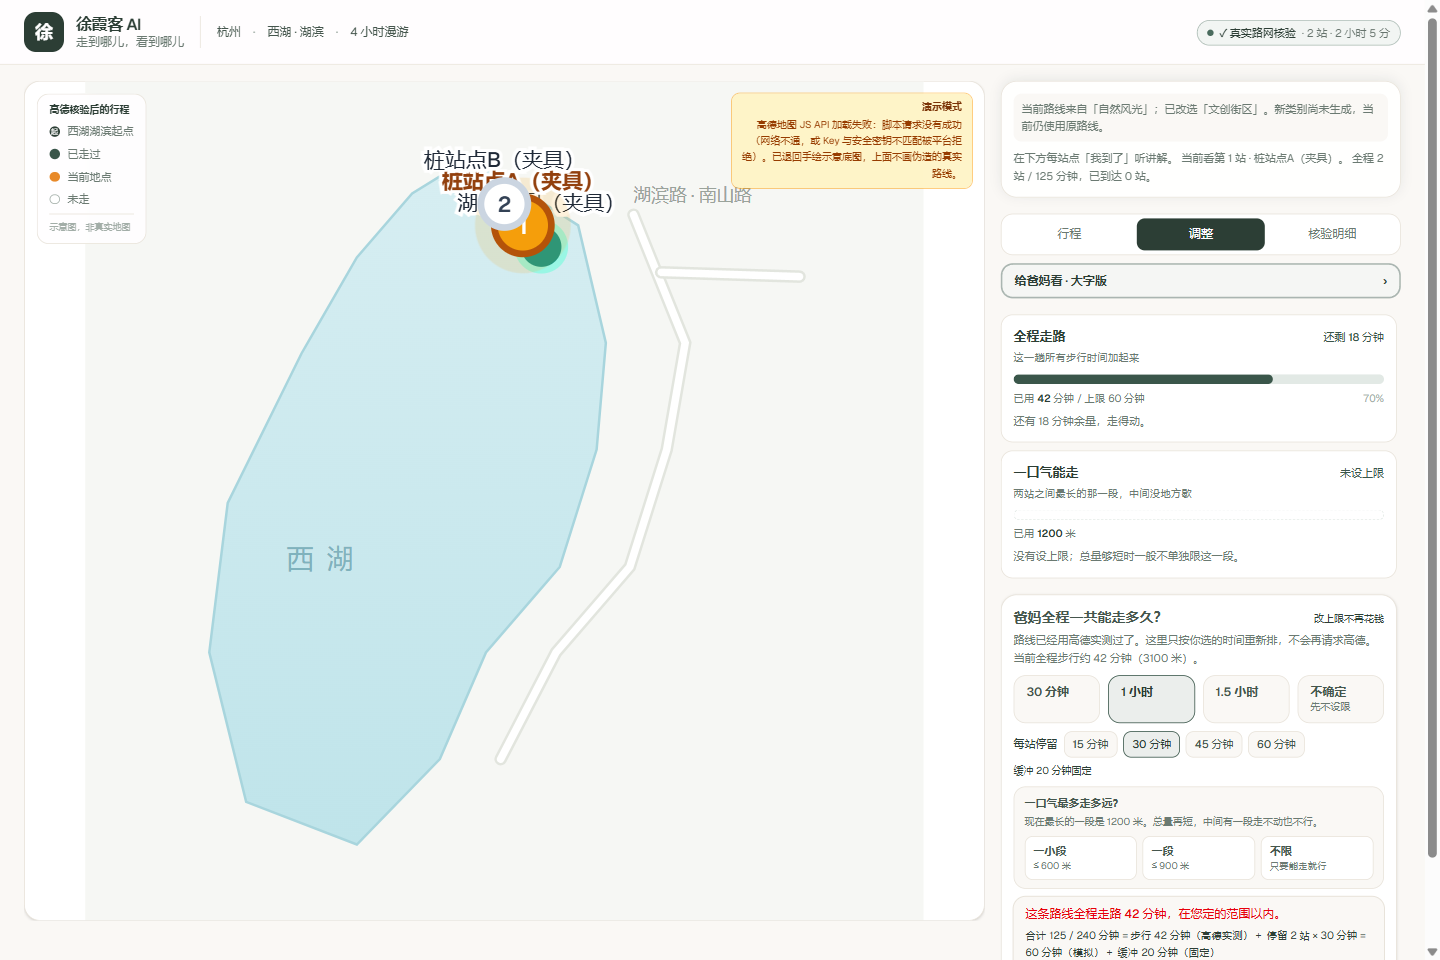 徐
徐霞客 AI
走到哪儿，看到哪儿
杭州 · 西湖·湖滨 · 4 小时漫游
✓ 真实路网核验 · 2 站 · 2 小时 5 分
高德核验后的行程
起 西湖湖滨起点
已走过
当前地点
未走
示意图，非真实地图
演示模式
高德地图 JS API 加载失败：脚本请求没有成功
（网络不通，或 Key 与安全密钥不匹配被平台拒
绝）。已退回手绘示意底图，上面不画伪造的真实
路线。
桩站点B（夹具）
桩站点A（夹具）
湖
（夹具）
2
1
湖滨路 · 南山路
西 湖
当前路线来自「自然风光」；已改选「文创街区」。新类别尚未生成，当
前仍使用原路线。
在下方每站点「我到了」听讲解。 当前看第 1 站 · 桩站点A（夹具）。 全程 2
站 / 125 分钟，已到达 0 站。
行程
调整
核验明细
给爸妈看 · 大字版 ›
全程走路
还剩 18 分钟
这一趟所有步行时间加起来
已用 42 分钟 / 上限 60 分钟
70%
还有 18 分钟余量，走得动。
一口气能走
未设上限
两站之间最长的那一段，中间没地方歇
已用 1200 米
没有设上限；总量够短时一般不单独限这一段。
爸妈全程一共能走多久？
改上限不再花钱
路线已经用高德实测过了。这里只按你选的时间重新排，不会再请求高德。
当前全程步行约 42 分钟（3100 米）。
30 分钟
1 小时
1.5 小时
不确定
先不设限
每站停留 15 分钟 30 分钟 45 分钟 60 分钟
缓冲 20 分钟固定
一口气最多走多远？
现在最长的一段是 1200 米。总量再短，中间有一段走不动也不行。
一小段
≤ 600 米
一段
≤ 900 米
不限
只要能走就行
这条路线全程走路 42 分钟，在您定的范围以内。
合计 125 / 240 分钟 = 步行 42 分钟（高德实测）＋ 停留 2 站 × 30 分钟 =
60 分钟（模拟）＋ 缓冲 20 分钟（固定）